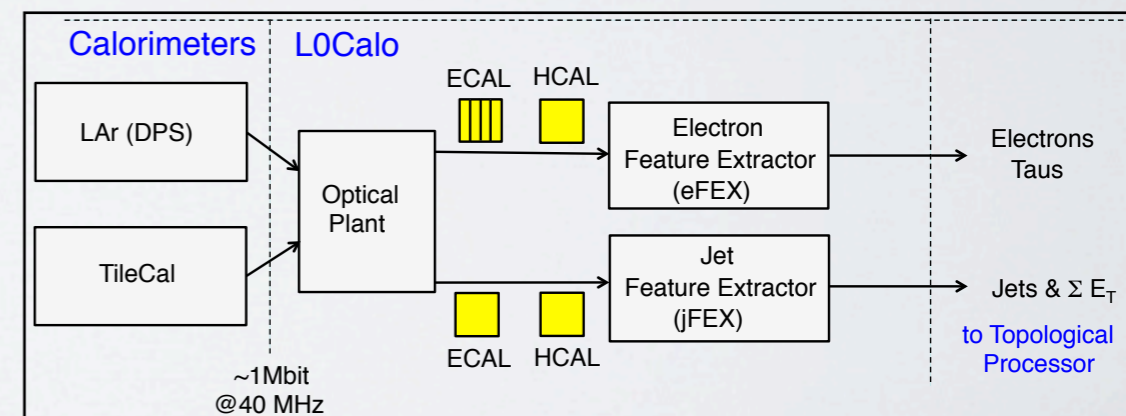 Calorimeters
L0Calo
ECAL
HCAL
LAr (DPS)
Electron
Feature Extractor
(eFEX)
Electrons
Taus
Optical
Plant
TileCal
Jet
Feature Extractor
(jFEX)
Jets & Σ E_T
ECAL
HCAL
to Topological
Processor
~1Mbit
@40 MHz